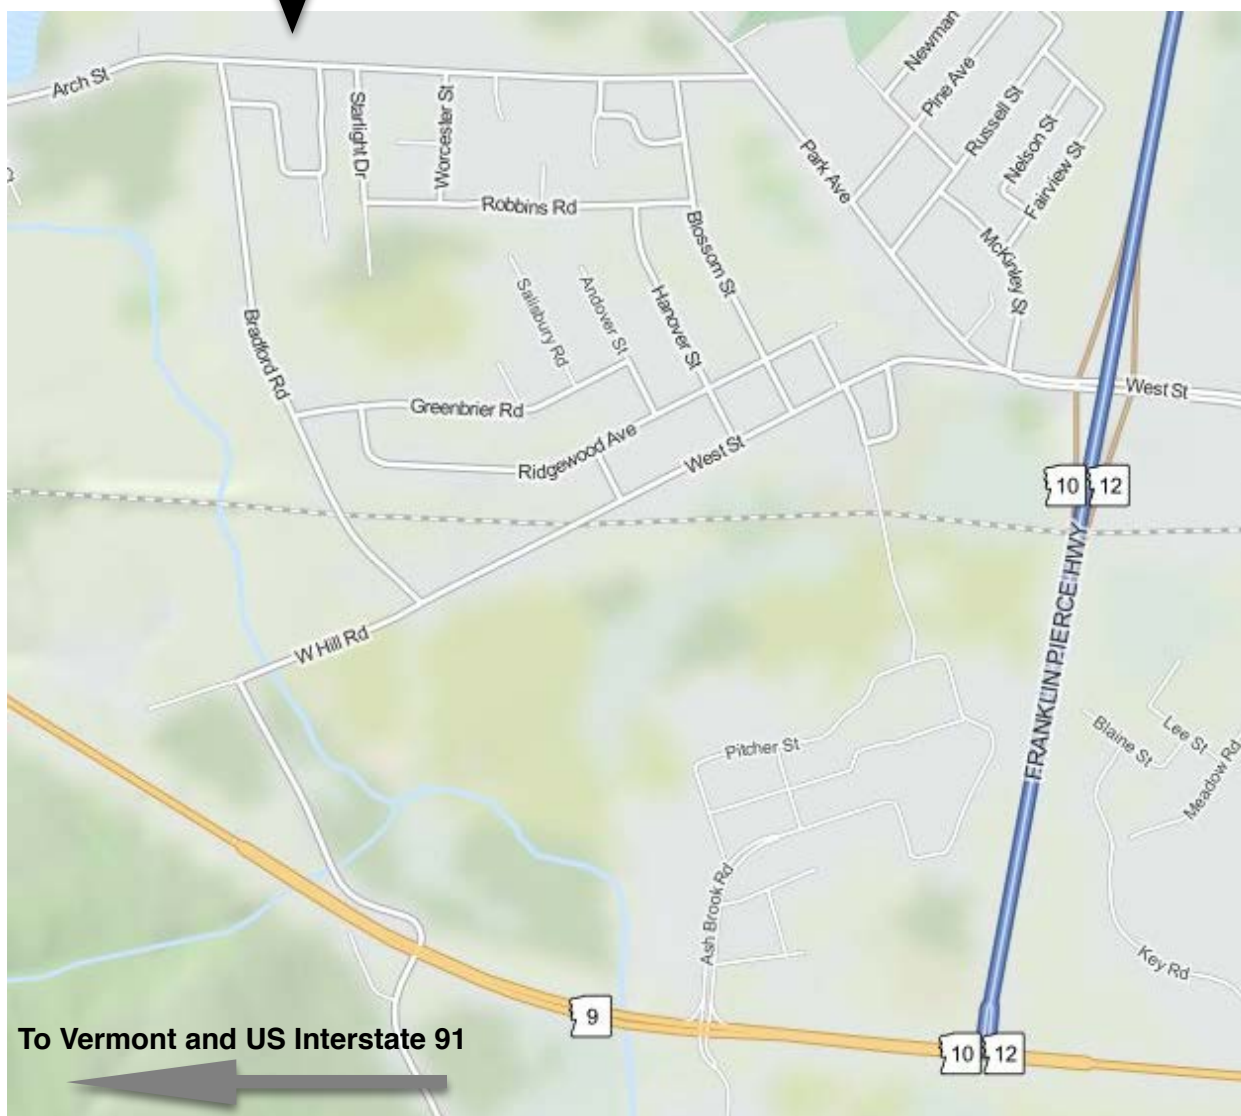 Arch St
Newman
Pine Ave
Russell St
Nelson St
Fairview St
Starlight Dr
Worcester St
Park Ave
Robbins Rd
Blossom St
McKinley St
Salisbury Rd
Andover St
Hanover St
Bradford Rd
West St
Greenbrier Rd
Ridgewood Ave
West St
10 12
FRANKLIN PIERCE HWY
W Hill Rd
Pitcher St
Blaine St
Lee St
Meadow Rd
Ash Brook Rd
Key Rd
9
To Vermont and US Interstate 91
10 12